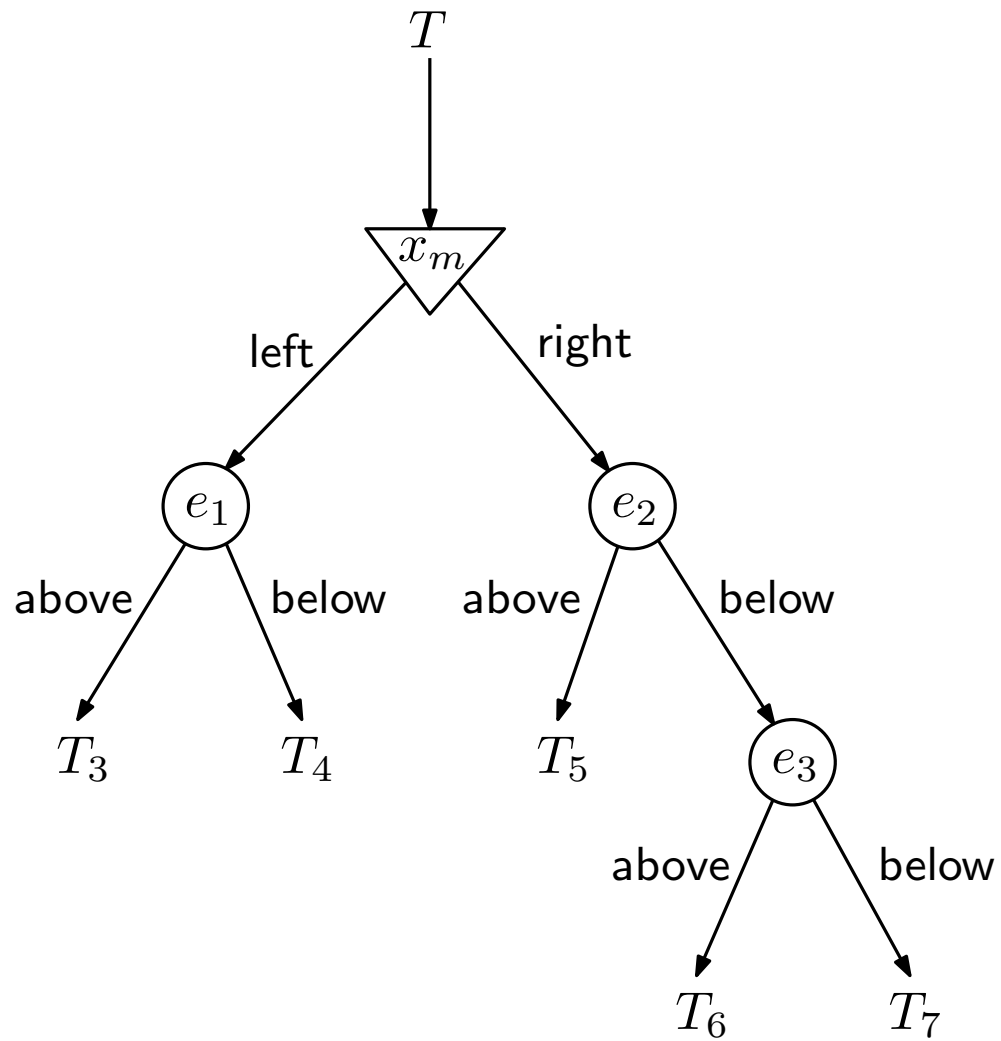 T
x_m
left right
e_1 e_2
above below above below
T_3 T_4 T_5 e_3
above below
T_6 T_7